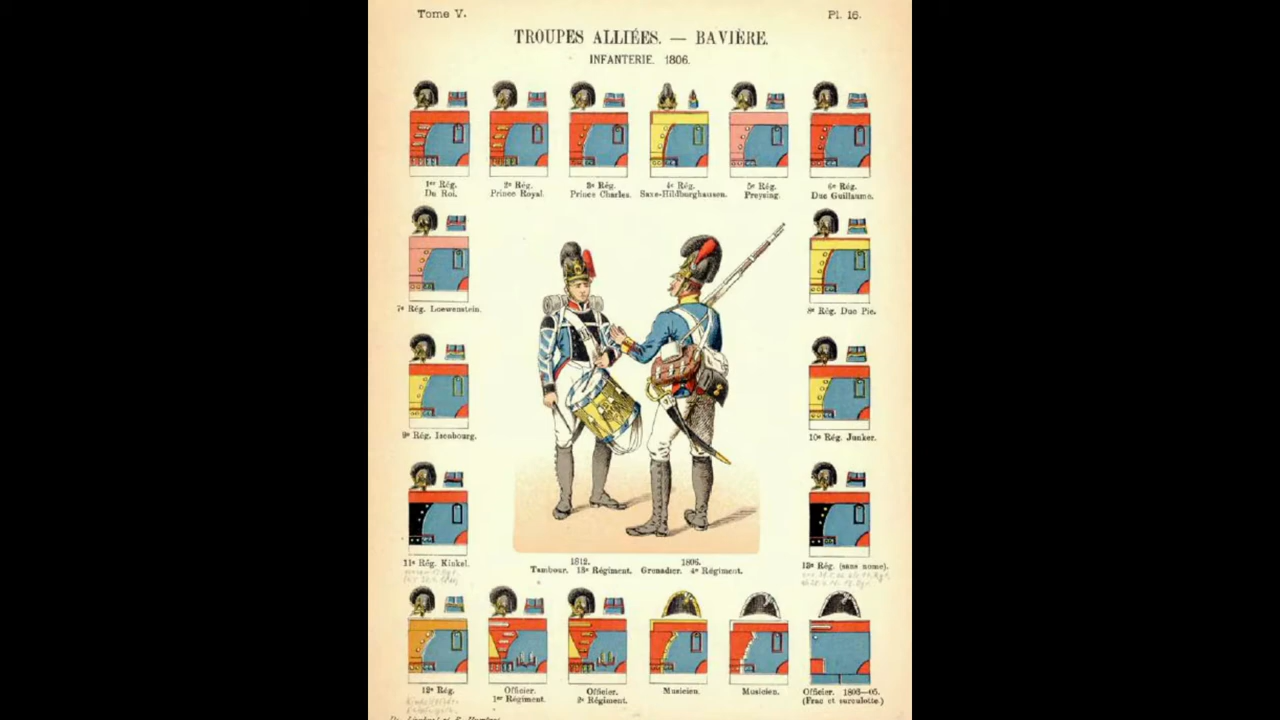 Tome V.
Pl. 16.
TROUPES ALLIÉES. — BAVIÈRE.
INFANTERIE. 1806.
1er Rég.
Du Roi.
2e Rég.
Prince Royal.
3e Rég.
Prince Charles.
4e Rég.
Saxe-Hildburghausen.
5e Rég.
Preysing.
6e Rég.
Duc Guillaume.
7e Rég. Loewenstein.
8e Rég. Duc Pie.
9e Rég. Isenbourg.
10e Rég. Junker.
11e Rég. Kinkel.
13e Rég. (sans nome).
1812.
Tambour. 13e Régiment.
1806.
Grenadier. 4e Régiment.
12e Rég.
Officier.
1er Régiment.
Officier.
2e Régiment.
Musicien.
Musicien.
Officier. 1803—05.
(Frac et surculotte.)